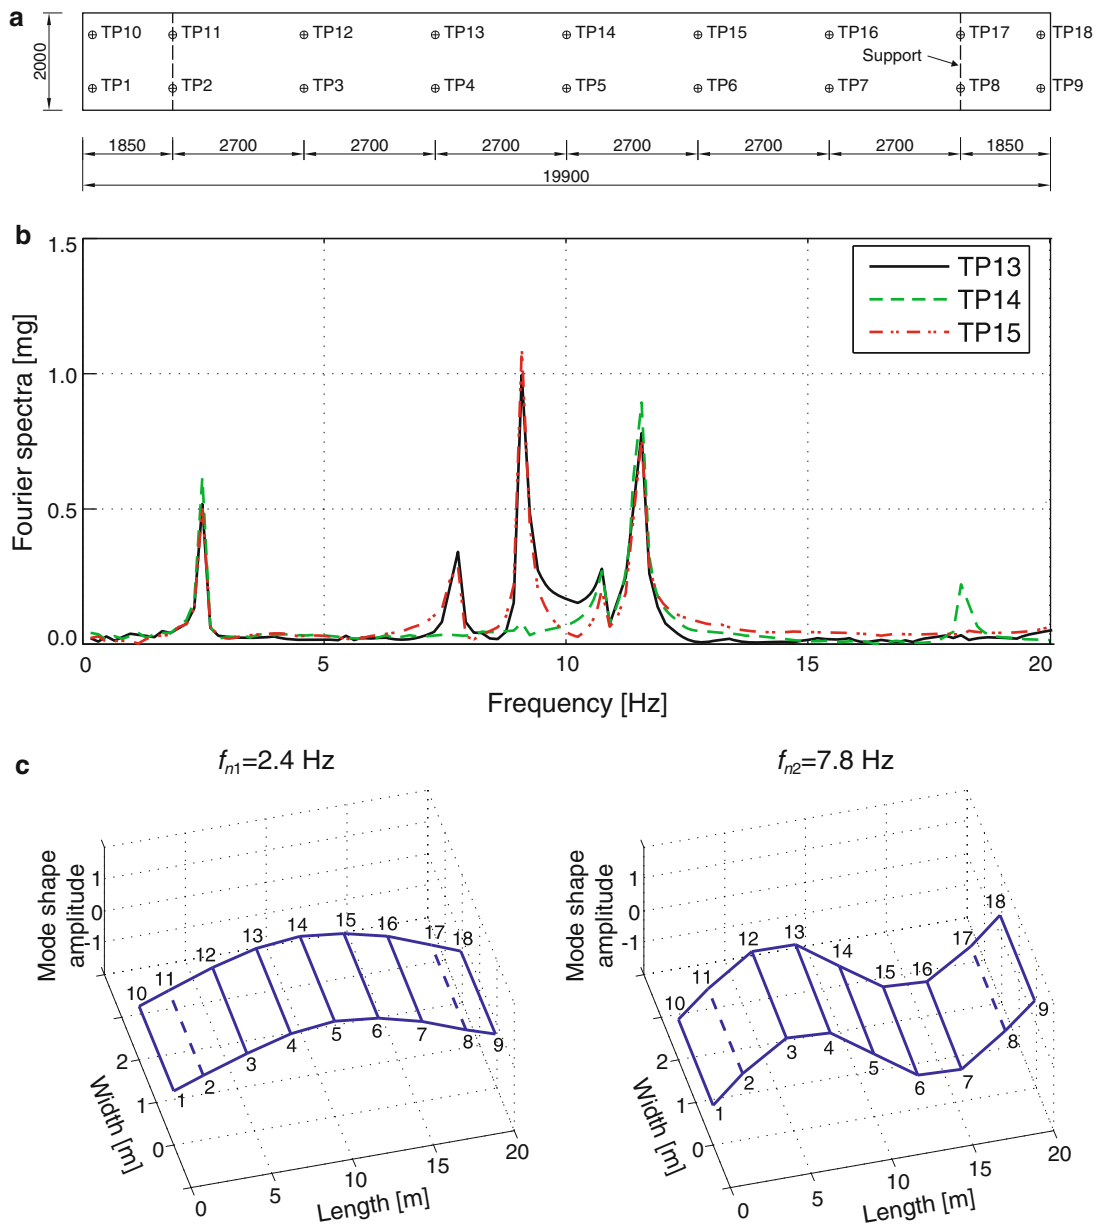 a
TP10 TP11 TP12 TP13 TP14 TP15 TP16 TP17 TP18
2000
Support
TP1 TP2 TP3 TP4 TP5 TP6 TP7 TP8 TP9
1850 2700 2700 2700 2700 2700 2700 1850
19900
b
1.5
TP13
TP14
TP15
1.0
0.5
0.0
Fourier spectra [mg]
0 5 10 15 20
Frequency [Hz]
c
fn1=2.4 Hz
Mode shape
amplitude
1
0
-1
10 11 12 13 14 15 16 17 18
1 2 3 4 5 6 7 8 9
2
1
0
Width [m]
0 5 10 15 20
Length [m]
fn2=7.8 Hz
Mode shape
amplitude
1
0
-1
10 11 12 13 14 15 16 17 18
1 2 3 4 5 6 7 8 9
2
1
0
Width [m]
0 5 10 15 20
Length [m]